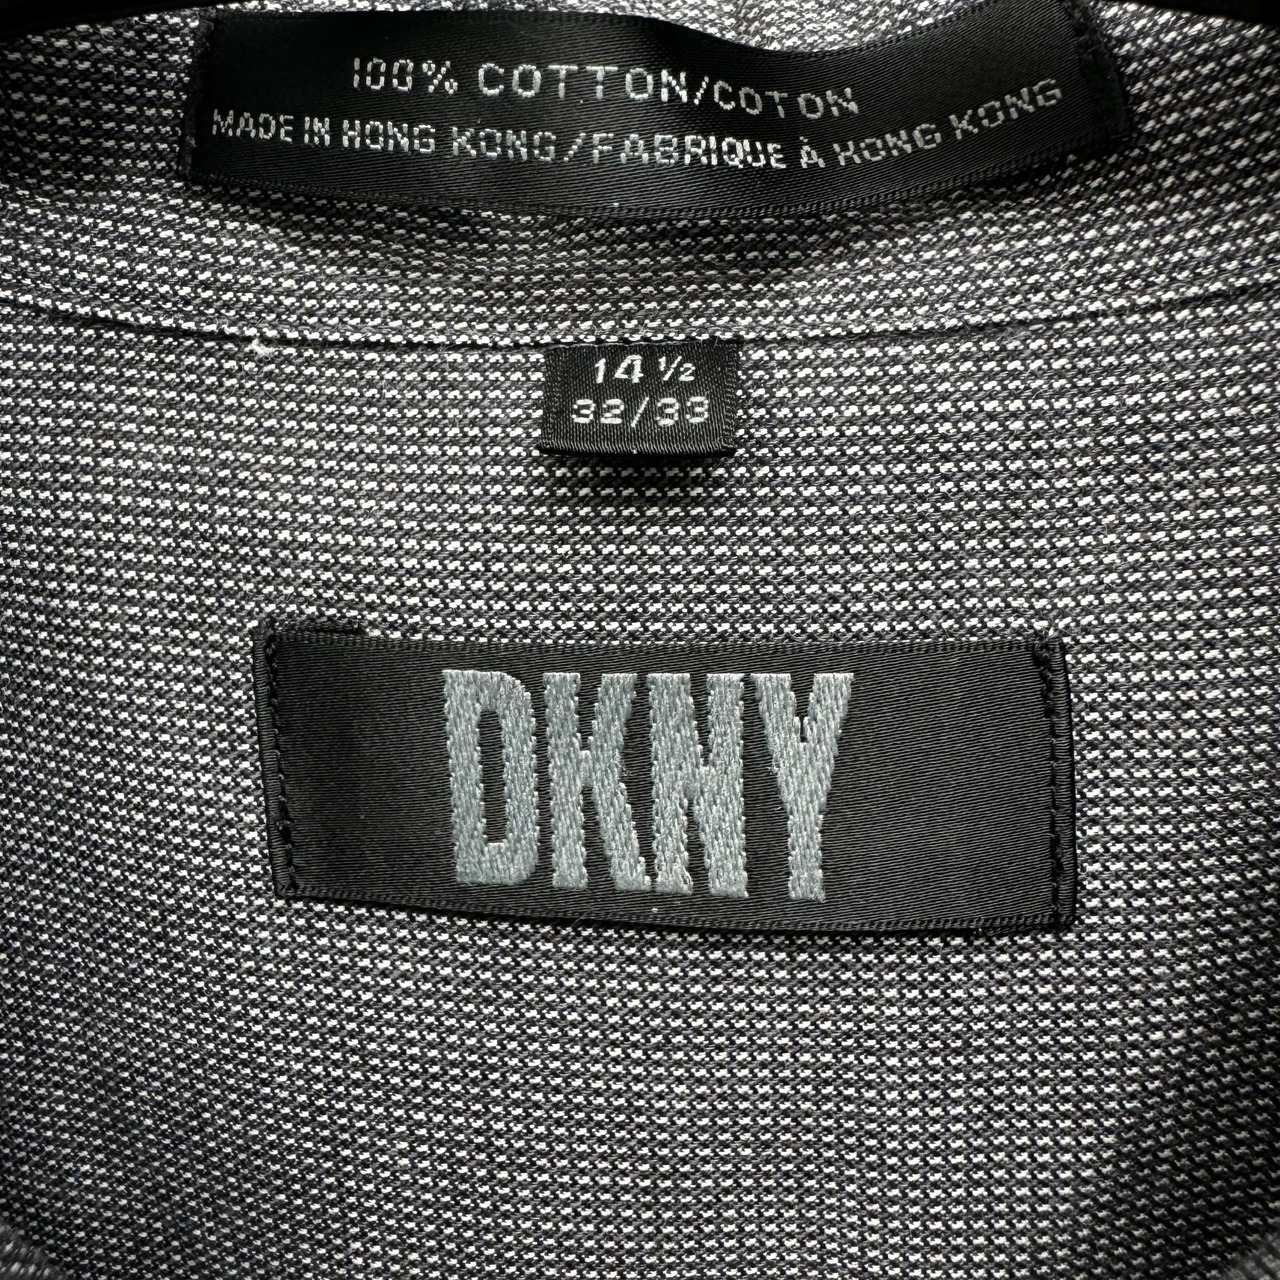 100% COTTON/COTON
MADE IN HONG KONG/FABRIQUE À HONG KONG
14 ½
32/33
DKNY